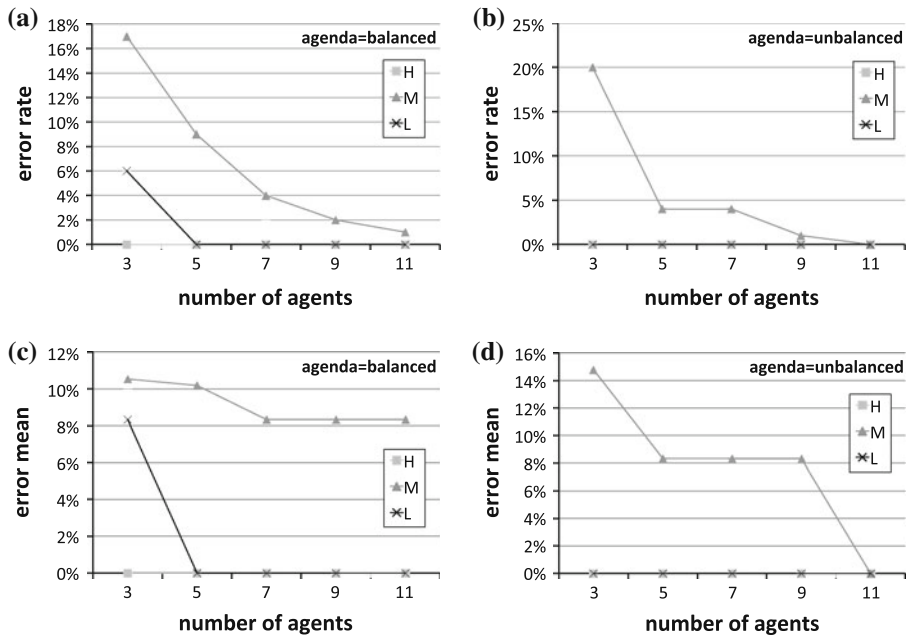 (a)
18%
16%
14%
12%
10%
8%
6%
4%
2%
0%
error rate
agenda=balanced
H
M
L
3 5 7 9 11
number of agents
(b)
25%
20%
15%
10%
5%
0%
error rate
agenda=unbalanced
H
M
L
3 5 7 9 11
number of agents
(c)
12%
10%
8%
6%
4%
2%
0%
error mean
agenda=balanced
H
M
L
3 5 7 9 11
number of agents
(d)
16%
14%
12%
10%
8%
6%
4%
2%
0%
error mean
agenda=unbalanced
H
M
L
3 5 7 9 11
number of agents